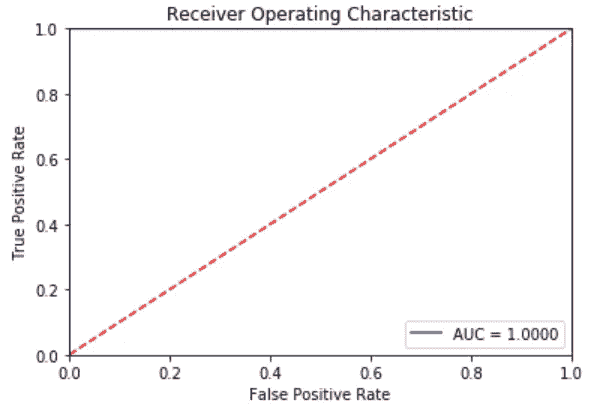 Receiver Operating Characteristic
1.0
0.8
0.6
0.4
0.2
0.0
True Positive Rate
AUC = 1.0000
0.0 0.2 0.4 0.6 0.8 1.0
False Positive Rate